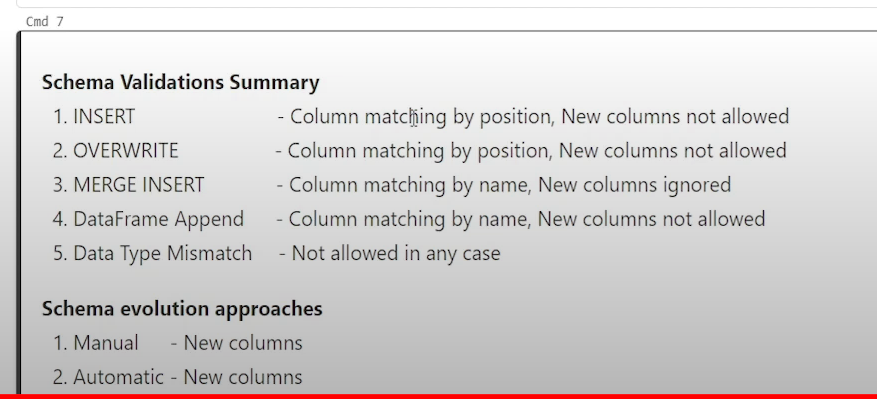 Cmd 7
Schema Validations Summary
1. INSERT - Column matching by position, New columns not allowed
2. OVERWRITE - Column matching by position, New columns not allowed
3. MERGE INSERT - Column matching by name, New columns ignored
4. DataFrame Append - Column matching by name, New columns not allowed
5. Data Type Mismatch - Not allowed in any case
Schema evolution approaches
1. Manual - New columns
2. Automatic - New columns